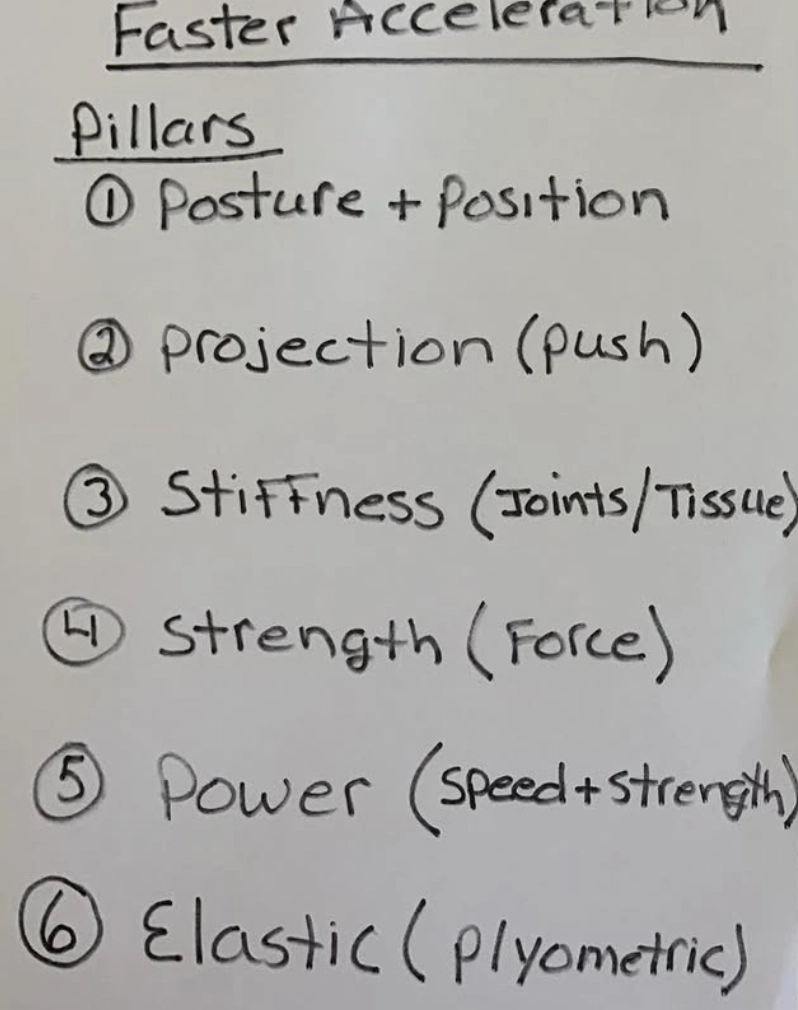 Faster Acceleration
Pillars
① Posture + Position
② Projection (push)
③ Stiffness (Joints/Tissue)
④ Strength (Force)
⑤ Power (Speed+Strength)
⑥ Elastic (Plyometric)